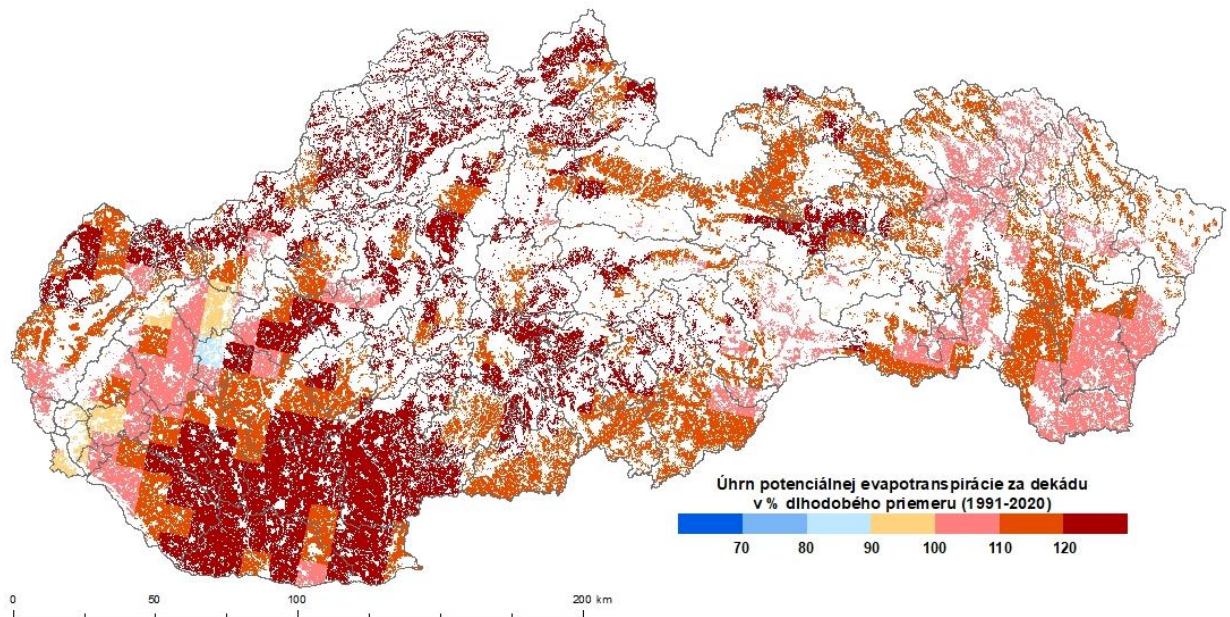 Úhrn potenciálnej evapotranspirácie za dekádu
v % dlhodobého priemeru (1991-2020)
70 80 90 100 110 120
0 50 100 200 km